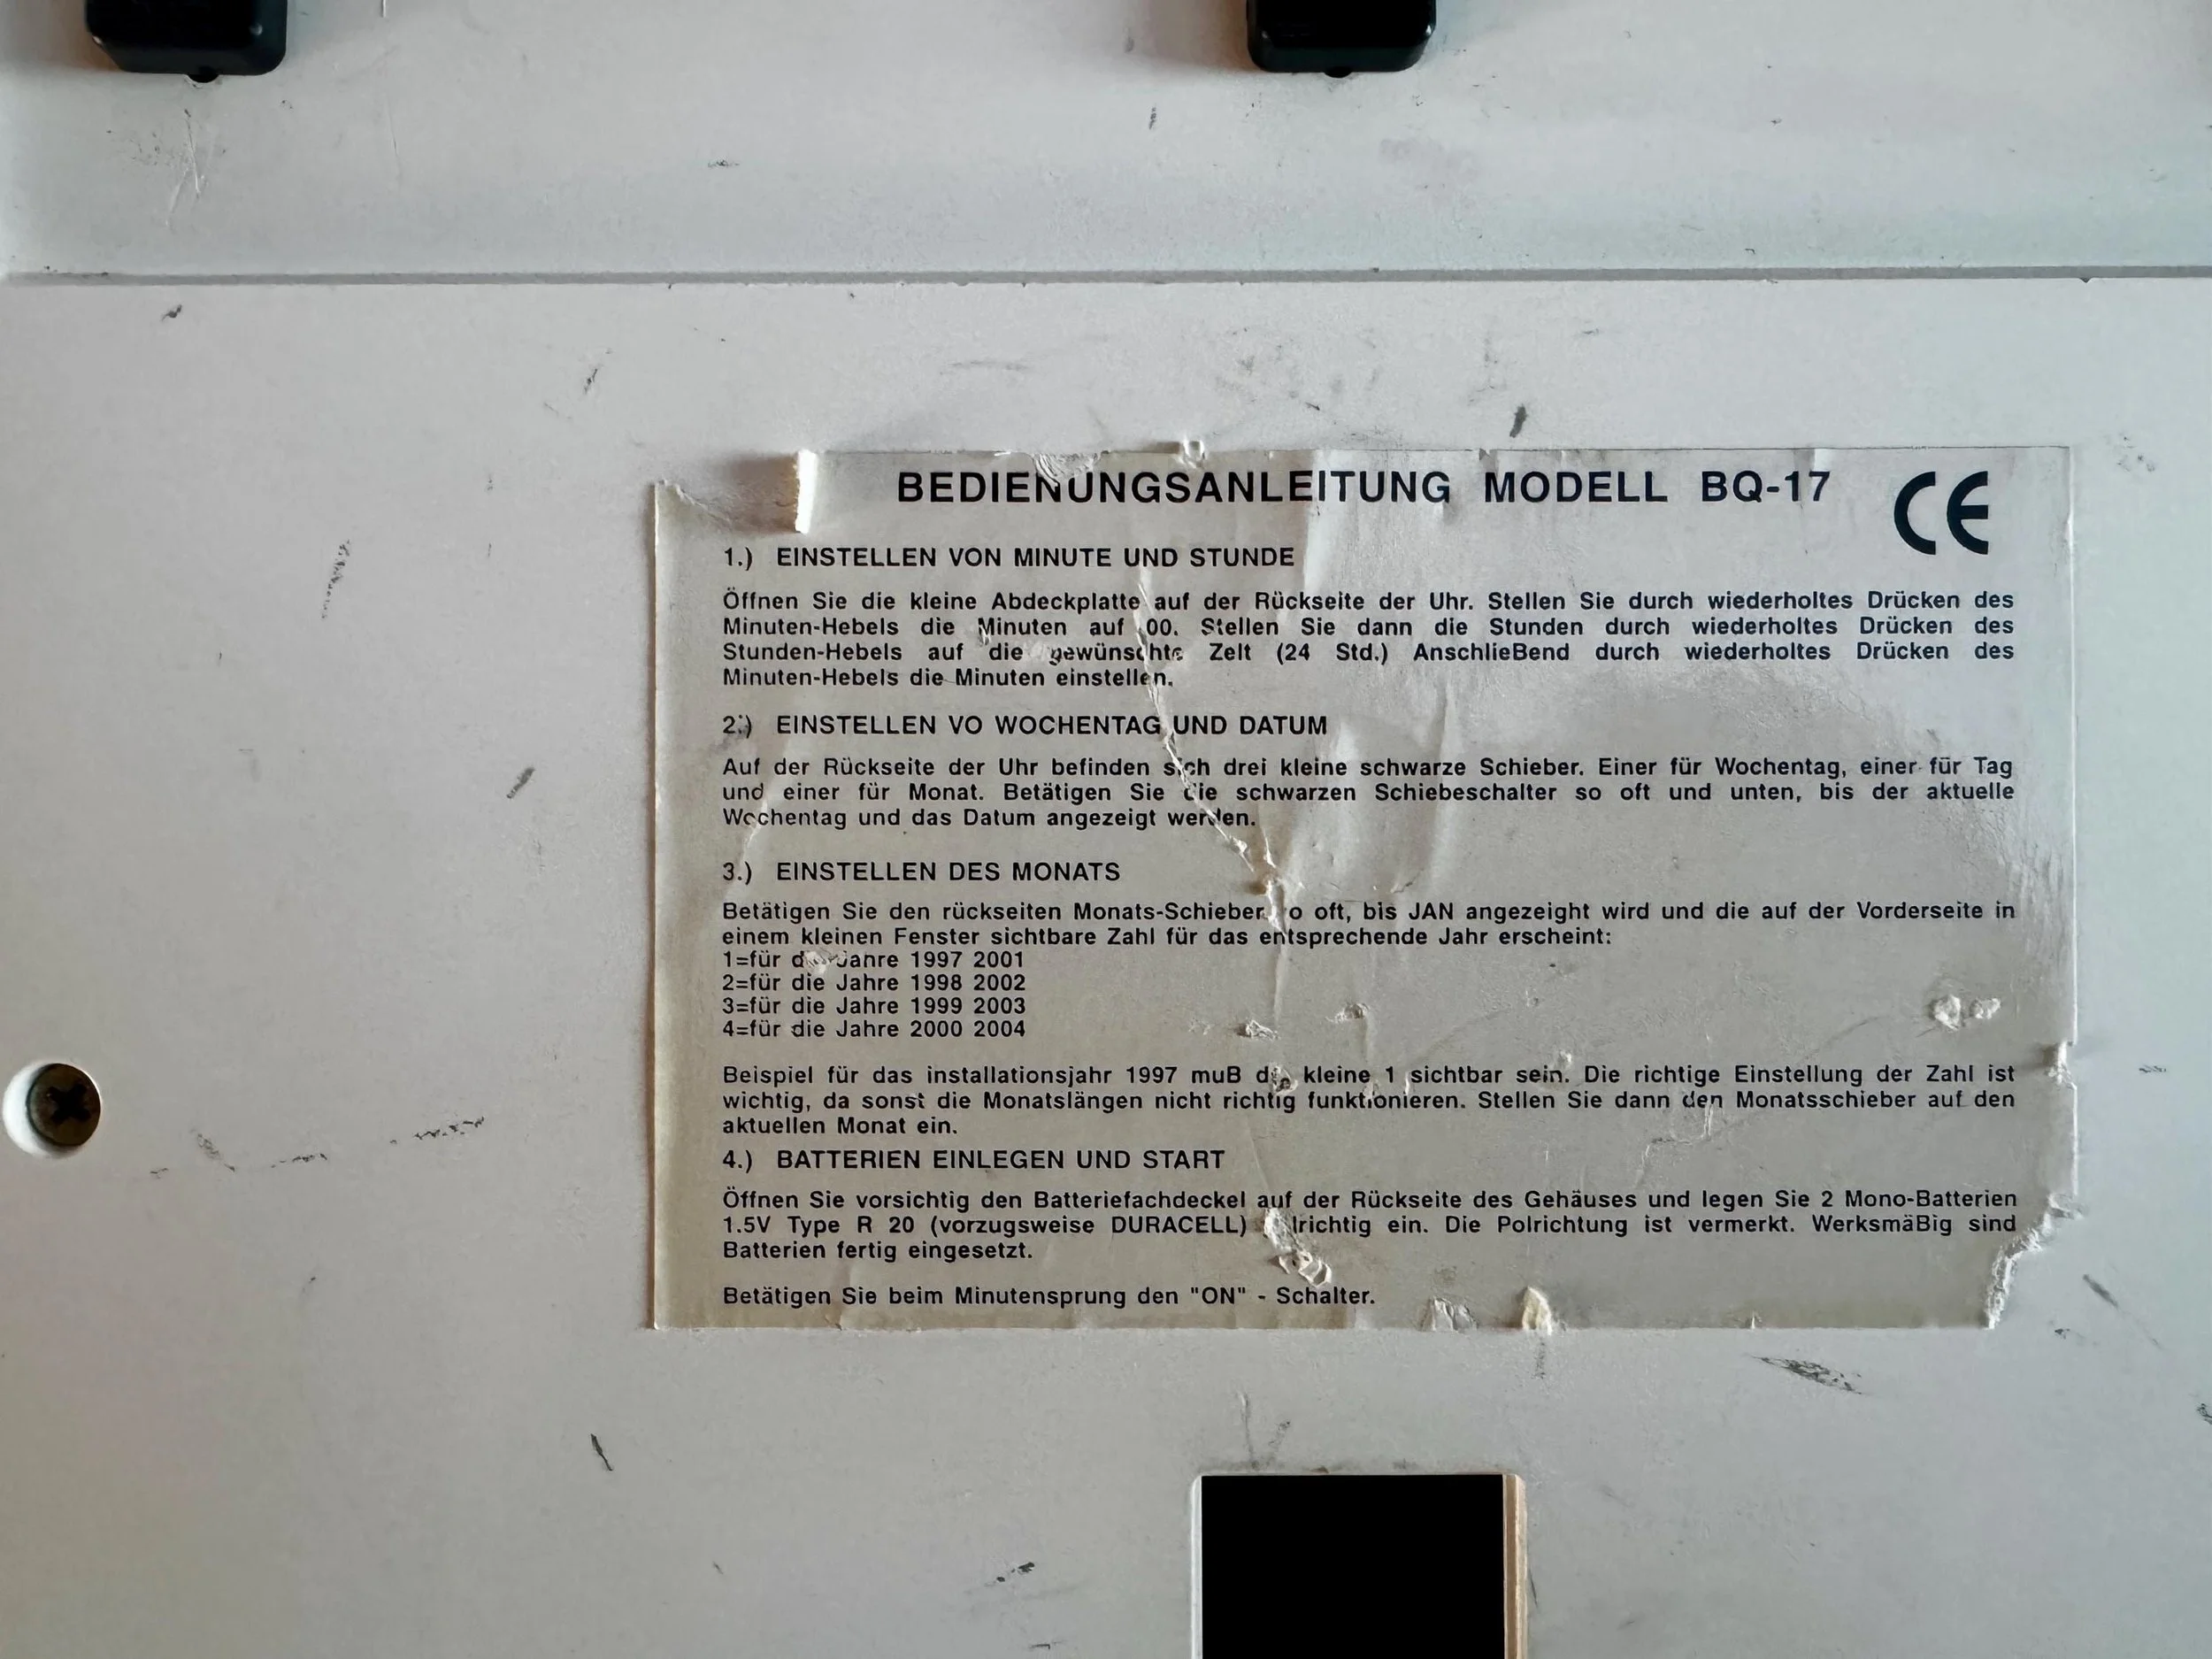 BEDIENUNGSANLEITUNG MODELL BQ-17
CE
1.) EINSTELLEN VON MINUTE UND STUNDE
Öffnen Sie die kleine Abdeckplatte auf der Rückseite der Uhr. Stellen Sie durch wiederholtes Drücken des
Minuten-Hebels die Minuten auf 00. Stellen Sie dann die Stunden durch wiederholtes Drücken des
Stunden-Hebels auf die gewünschte Zelt (24 Std.) AnschlieBend durch wiederholtes Drücken des
Minuten-Hebels die Minuten einstellen.
2.) EINSTELLEN VO WOCHENTAG UND DATUM
Auf der Rückseite der Uhr befinden sich drei kleine schwarze Schieber. Einer für Wochentag, einer für Tag
und einer für Monat. Betätigen Sie die schwarzen Schiebeschalter so oft und unten, bis der aktuelle
Wochentag und das Datum angezeigt werden.
3.) EINSTELLEN DES MONATS
Betätigen Sie den rückseiten Monats-Schieber so oft, bis JAN angezeight wird und die auf der Vorderseite in
einem kleinen Fenster sichtbare Zahl für das entsprechende Jahr erscheint:
1=für die Jahre 1997 2001
2=für die Jahre 1998 2002
3=für die Jahre 1999 2003
4=für die Jahre 2000 2004
Beispiel für das installationsjahr 1997 muB die kleine 1 sichtbar sein. Die richtige Einstellung der Zahl ist
wichtig, da sonst die Monatslängen nicht richtig funktionieren. Stellen Sie dann den Monatsschieber auf den
aktuellen Monat ein.
4.) BATTERIEN EINLEGEN UND START
Öffnen Sie vorsichtig den Batteriefachdeckel auf der Rückseite des Gehäuses und legen Sie 2 Mono-Batterien
1.5V Type R 20 (vorzugsweise DURACELL) ein. Die Polrichtung ist vermerkt. WerksmäBig sind
Batterien fertig eingesetzt.
Betätigen Sie beim Minutensprung den "ON" - Schalter.